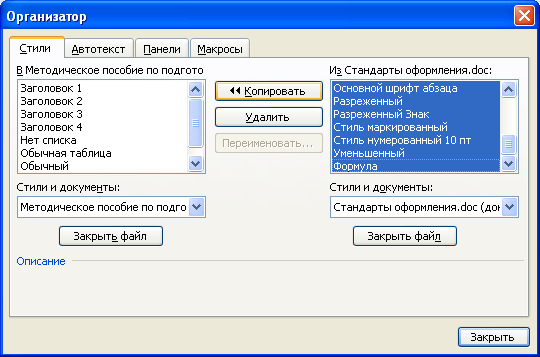 Организатор
Стили Автотекст Панели Макросы
В Методическое пособие по подгото
Заголовок 1
Заголовок 2
Заголовок 3
Заголовок 4
Нет списка
Обычная таблица
Обычный
Копировать
Удалить
Переименовать...
Из Стандарты оформления.doc:
Основной шрифт абзаца
Разреженный
Разреженный Знак
Стиль маркированный
Стиль нумерованный 10 пт
Уменьшенный
Формула
Стили и документы:
Методическое пособие по подго
Закрыть файл
Стили и документы:
Стандарты оформления.doc (док
Закрыть файл
Описание
Закрыть